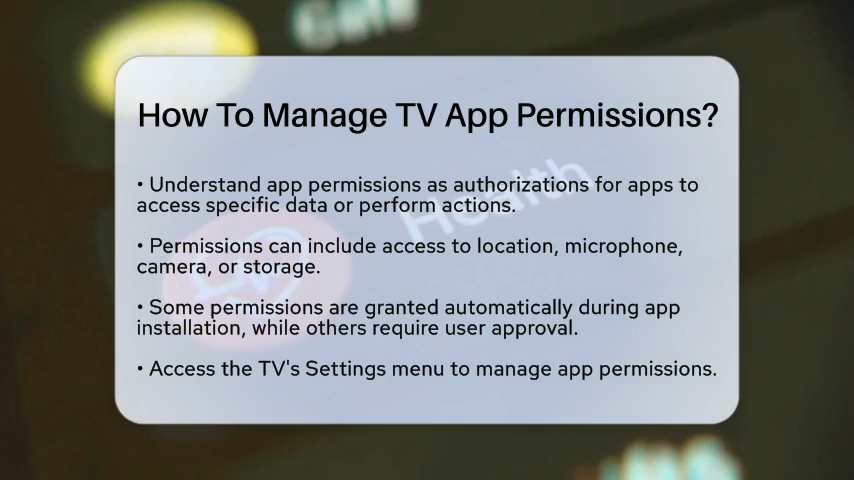 How To Manage TV App Permissions?
• Understand app permissions as authorizations for apps to
access specific data or perform actions.
• Permissions can include access to location, microphone,
camera, or storage.
• Some permissions are granted automatically during app
installation, while others require user approval.
• Access the TV's Settings menu to manage app permissions.
Health